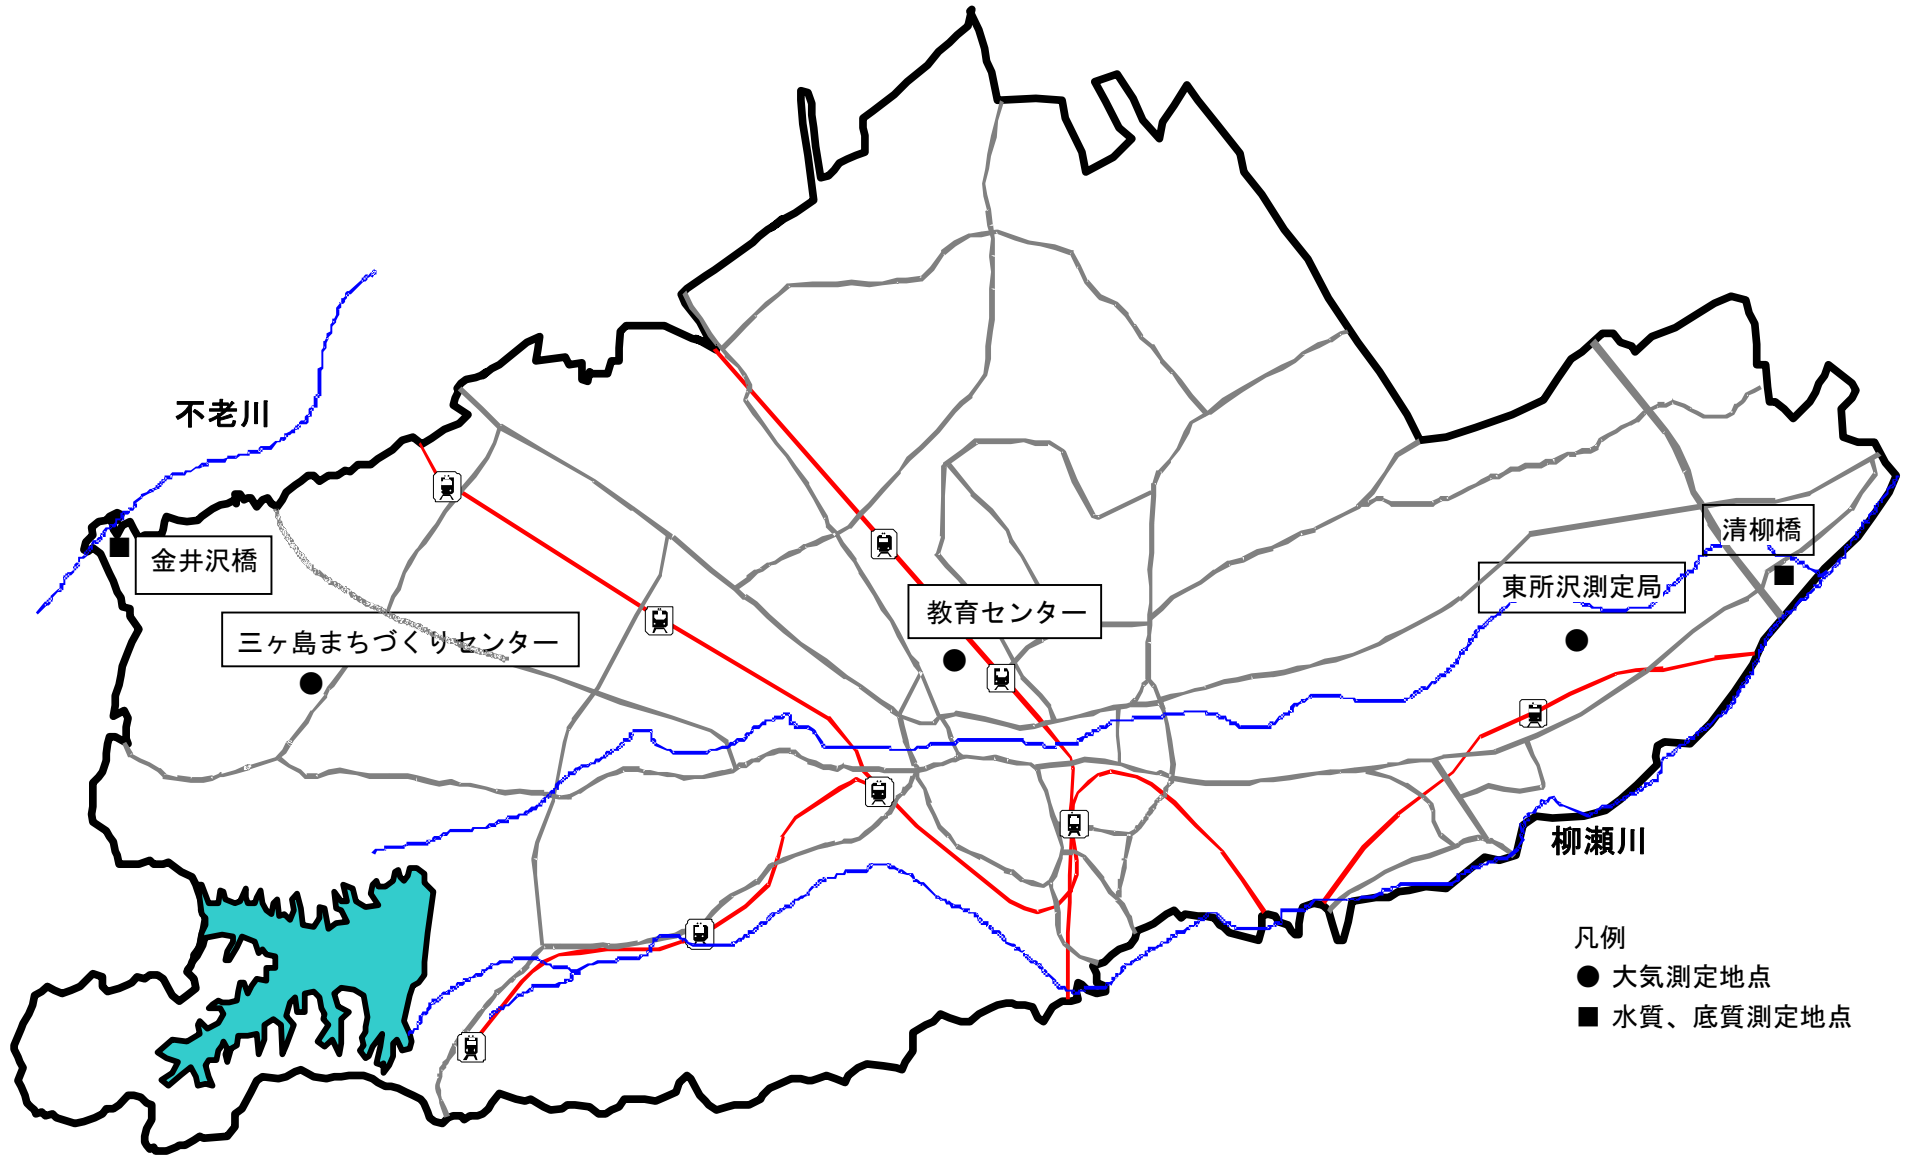 不老川
金井沢橋
三ヶ島まちづくりセンター
教育センター
清柳橋
東所沢測定局
柳瀬川
凡例
● 大気測定地点
■ 水質、底質測定地点